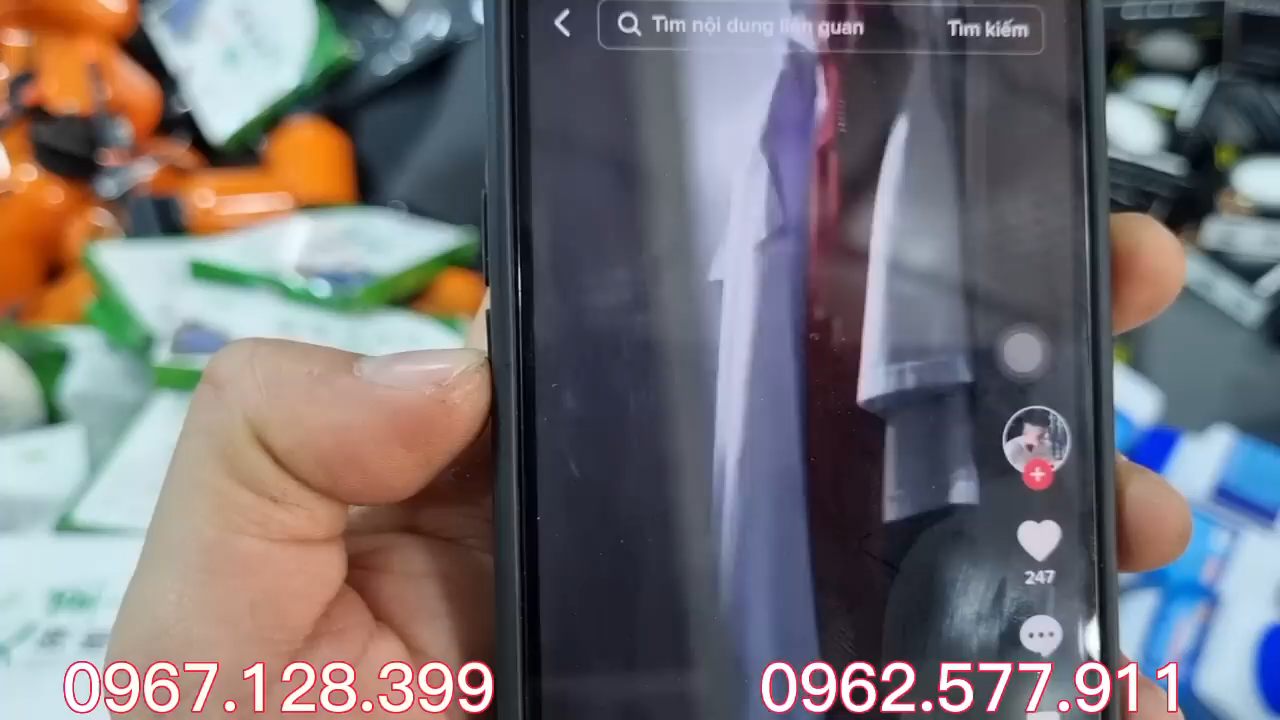 Tìm nội dung liên quan
Tìm kiếm
247
0967.128.399
0962.577.911